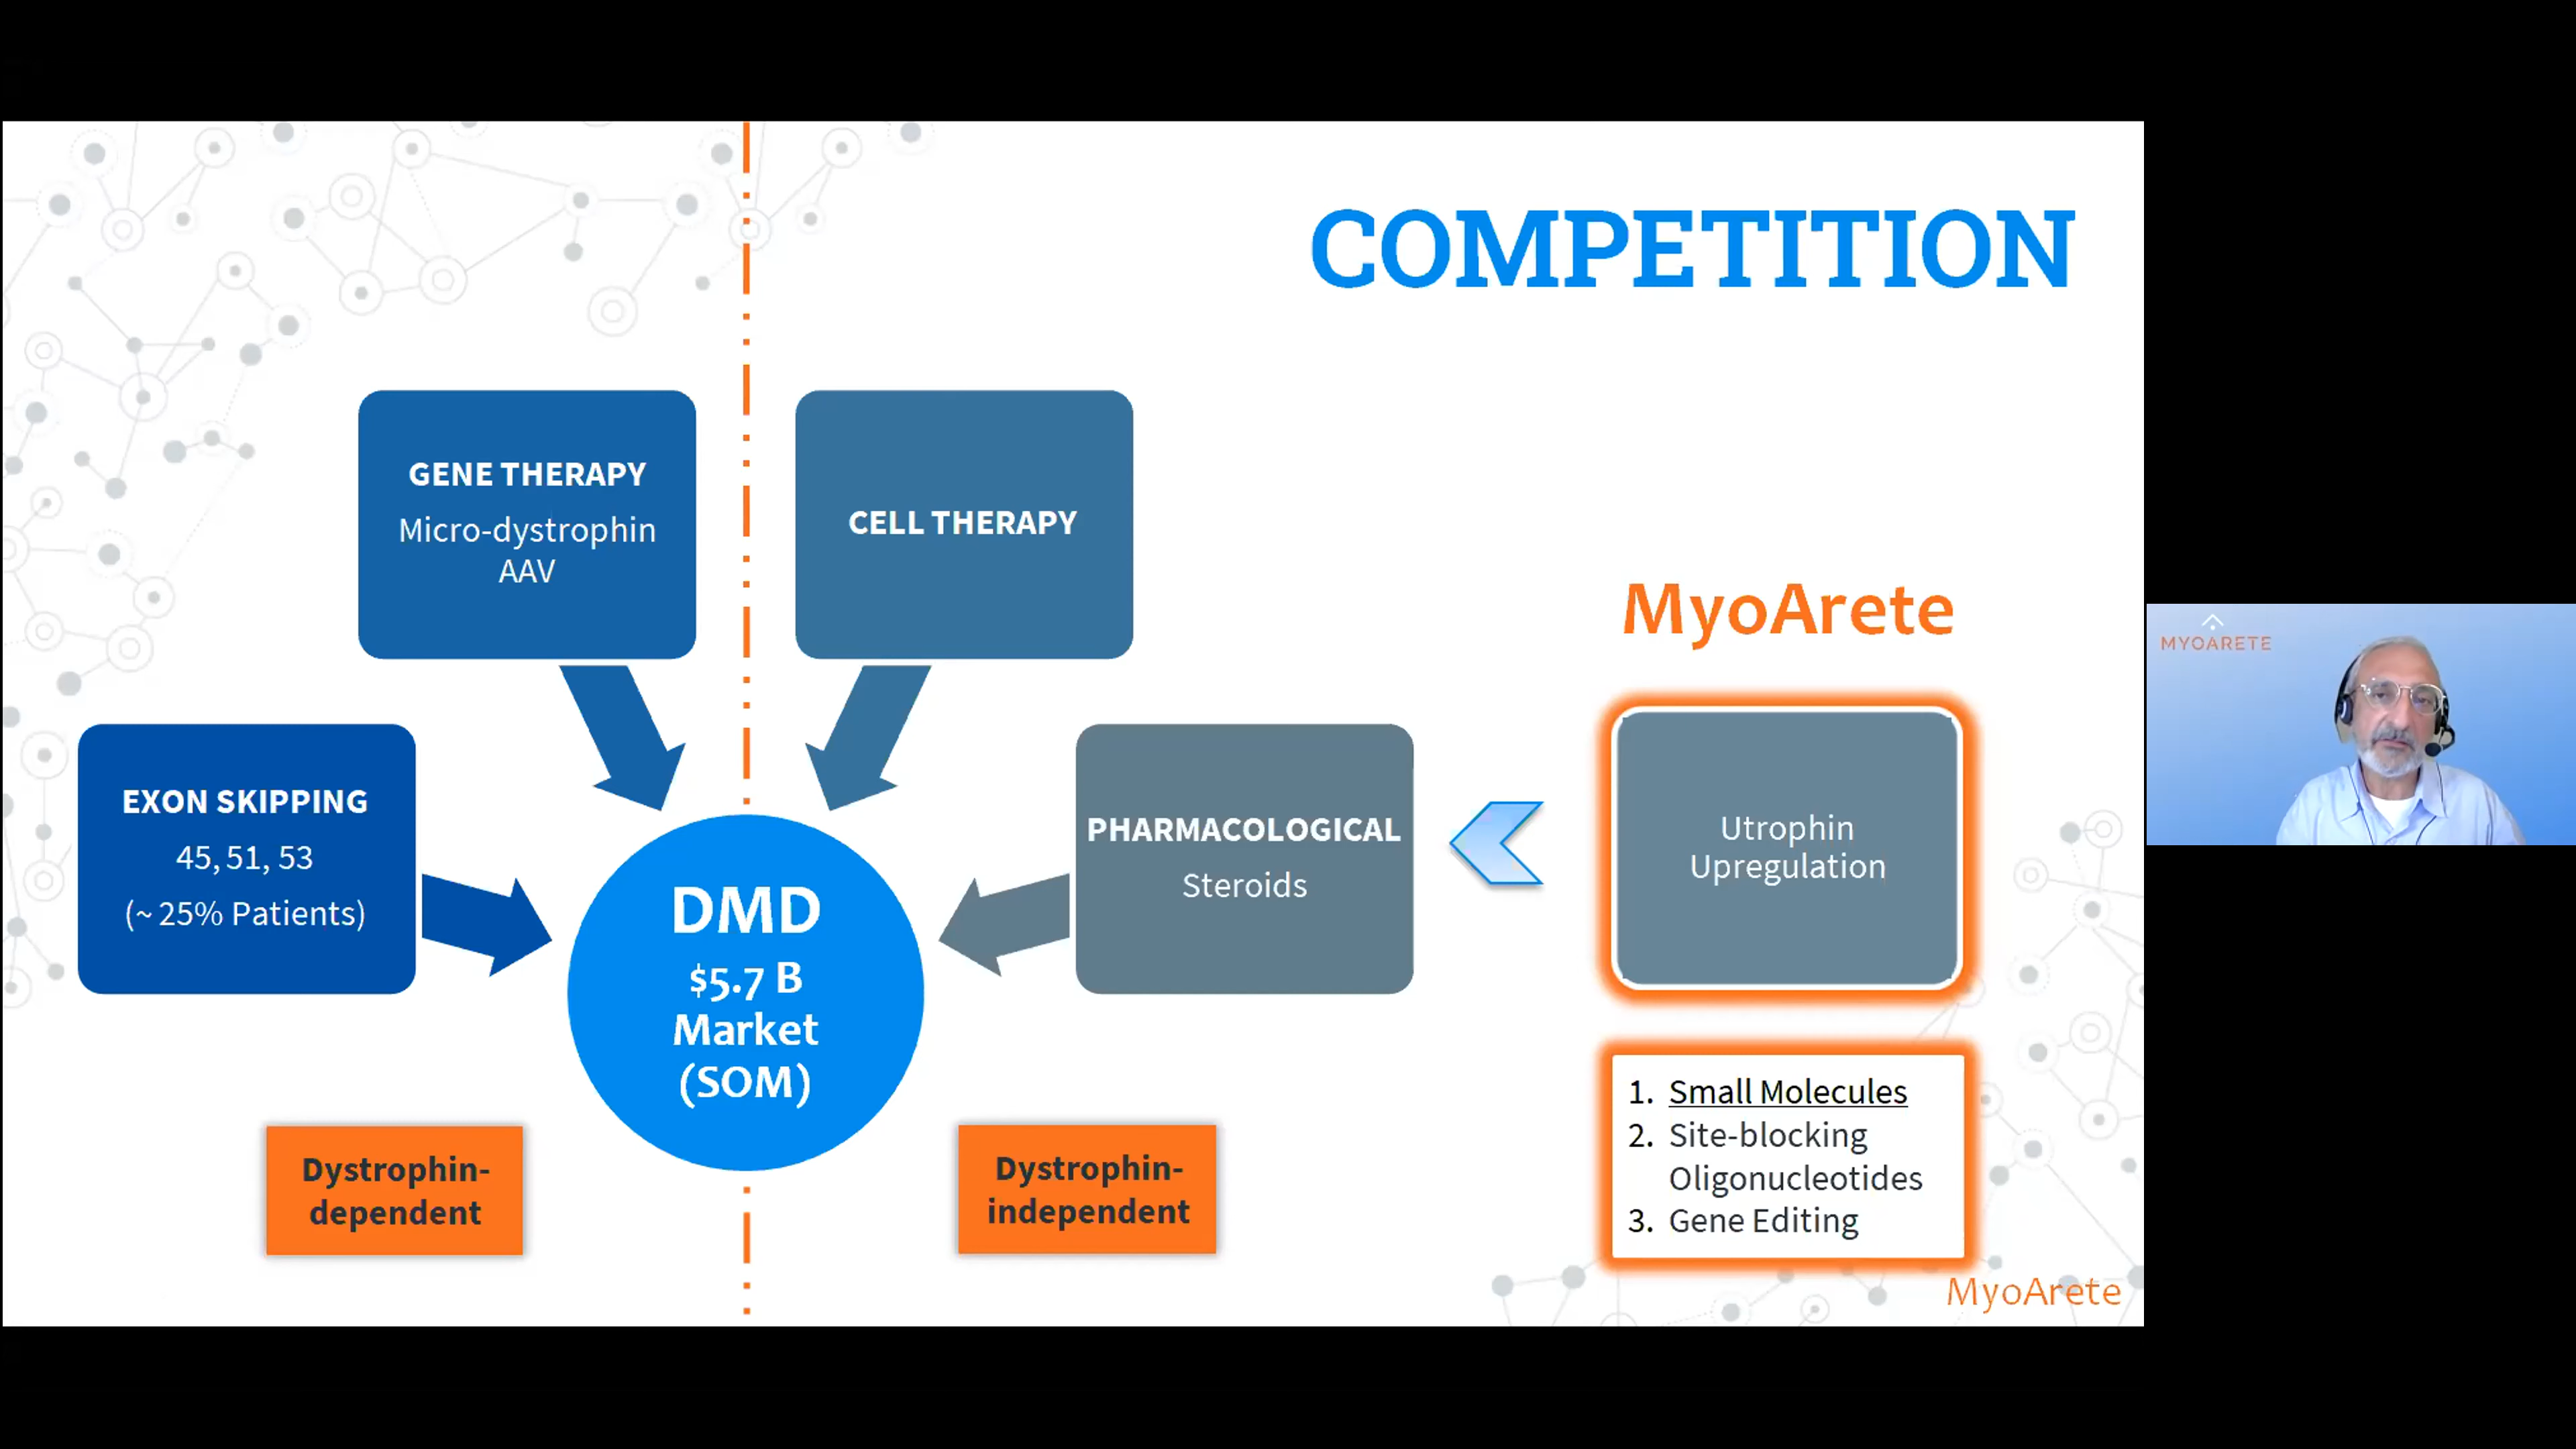 COMPETITION
GENE THERAPY
Micro-dystrophin
AAV
CELL THERAPY
EXON SKIPPING
45, 51, 53
(~ 25% Patients)
DMD
$5.7 B
Market
(SOM)
PHARMACOLOGICAL
Steroids
MyoArete
Utrophin
Upregulation
1. Small Molecules
2. Site-blocking
Oligonucleotides
3. Gene Editing
Dystrophin-
dependent
Dystrophin-
independent
MyoArete
MYOARETE